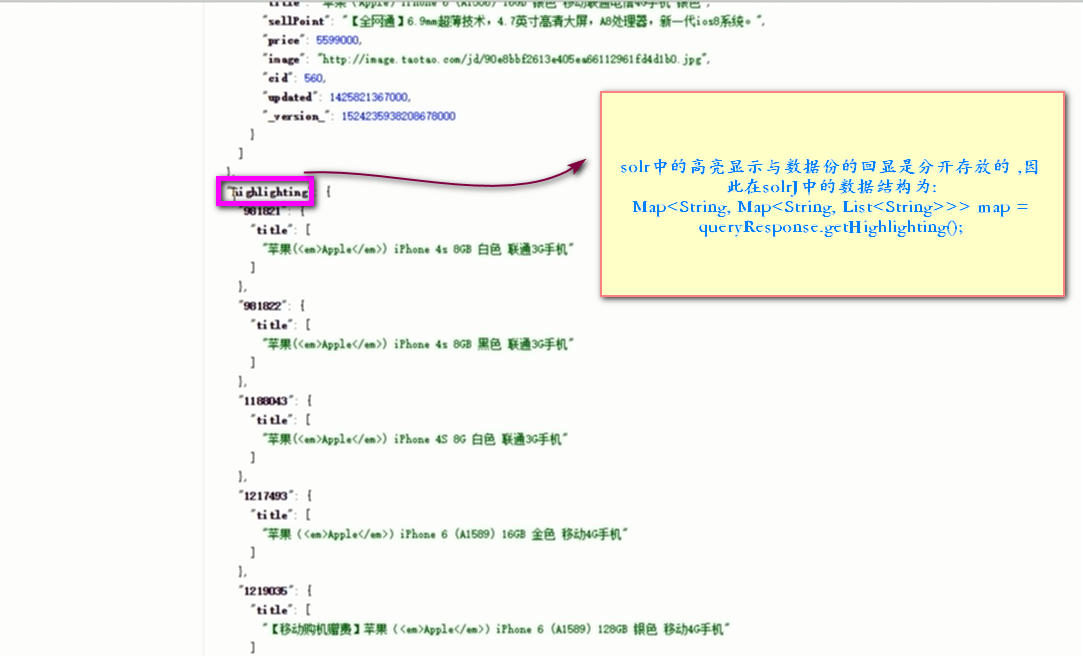 "title": "苹果（Apple）iPhone 6 (A1586) 16GB 银色 移动联通电信4G手机 银色",
"sellPoint": "【全网通】6.9mm超薄技术，4.7英寸高清大屏，A8处理器，新一代ios8系统。",
"price": 5599000,
"image": "http://image.taotao.com/jd/90e8bbf2613e405ea66112961fd4d1b0.jpg",
"cid": 560,
"updated": 1425821367000,
"_version_": 1524235938208678000
}
]
},
"highlighting": {
"981821": {
"title": [
"苹果(<em>Apple</em>) iPhone 4s 8GB 白色 联通3G手机"
]
},
"981822": {
"title": [
"苹果(<em>Apple</em>) iPhone 4s 8GB 黑色 联通3G手机"
]
},
"1188043": {
"title": [
"苹果(<em>Apple</em>) iPhone 4S 8G 白色 联通3G手机"
]
},
"1217493": {
"title": [
"苹果（<em>Apple</em>）iPhone 6 (A1589) 16GB 金色 移动4G手机"
]
},
"1219035": {
"title": [
"【移动购机赠费】苹果（<em>Apple</em>）iPhone 6 (A1589) 128GB 银色 移动4G手机"
]
solr中的高亮显示与数据份的回显是分开存放的 ,因
此在solrJ中的数据结构为:
Map<String, Map<String, List<String>>> map =
queryResponse.getHighlighting();